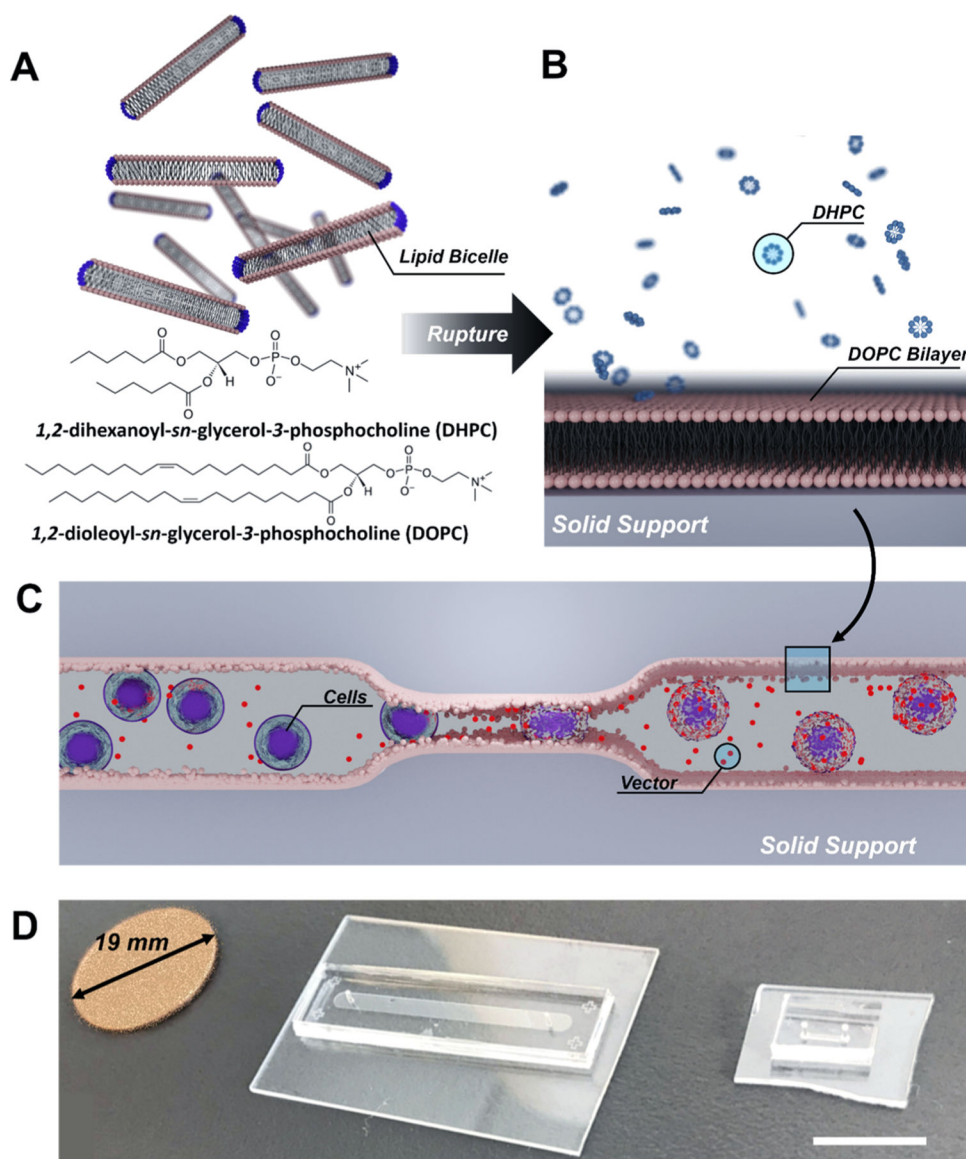 A
B
Lipid Bicelle
DHPC
Rupture
DOPC Bilayer
O
O
O
P
O
O
O⁻
N⁺
O
H
O
1,2-dihexanoyl-sn-glycerol-3-phosphocholine (DHPC)
O
O
O
P
O
O
O⁻
N⁺
O
H
O
1,2-dioleoyl-sn-glycerol-3-phosphocholine (DOPC)
Solid Support
C
Cells
Vector
Solid Support
D
19 mm